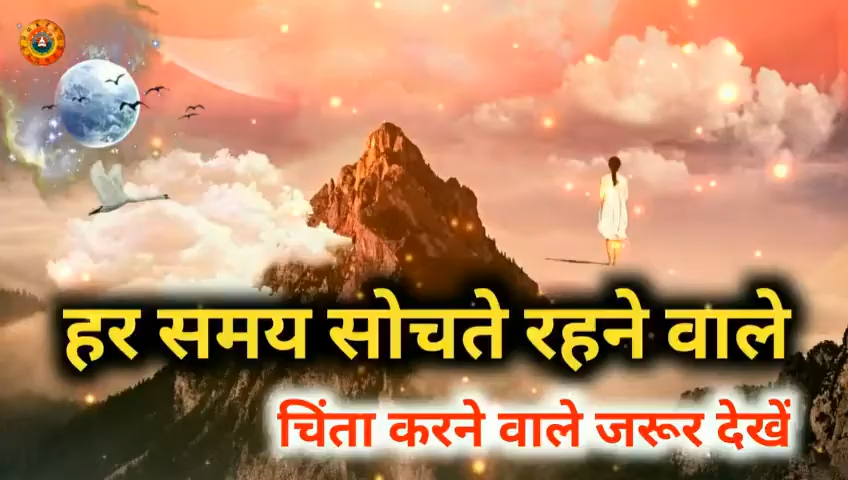 हर समय सोचते रहने वाले
चिंता करने वाले जरूर देखें